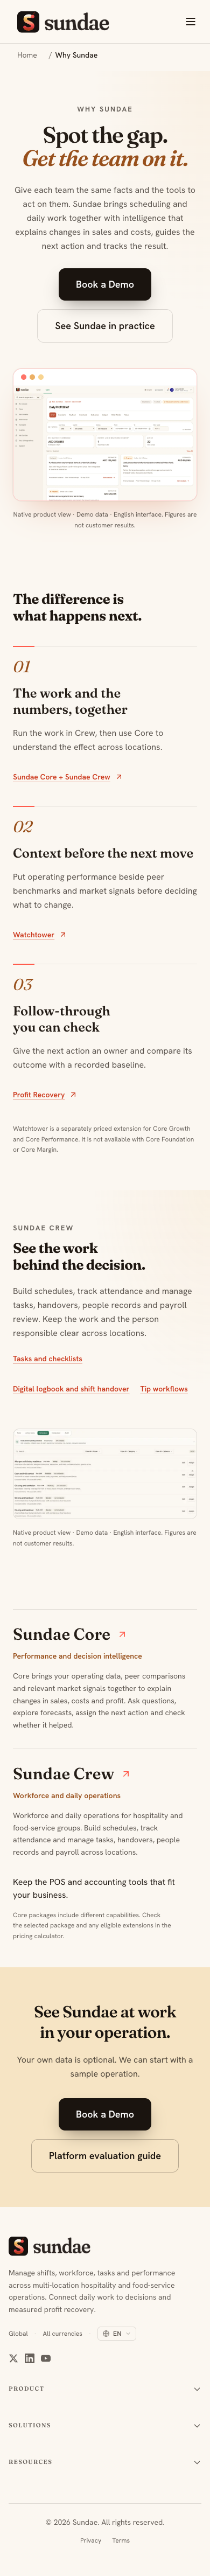 sundae
Home / Why Sundae
WHY SUNDAE
Spot the gap.
Get the team on it.
Give each team the same facts and the tools to
act on them. Sundae brings scheduling and
daily work together with intelligence that
explains changes in sales and costs, guides the
next action and tracks the result.
Book a Demo
See Sundae in practice
Native product view · Demo data · English interface. Figures are
not customer results.
The difference is
what happens next.
01
The work and the
numbers, together
Run the work in Crew, then use Core to
understand the effect across locations.
Sundae Core + Sundae Crew
02
Context before the next move
Put operating performance beside peer
benchmarks and market signals before deciding
what to change.
Watchtower
03
Follow-through
you can check
Give the next action an owner and compare its
outcome with a recorded baseline.
Profit Recovery
Watchtower is a separately priced extension for Core Growth
and Core Performance. It is not available with Core Foundation
or Core Margin.
SUNDAE CREW
See the work
behind the decision.
Build schedules, track attendance and manage
tasks, handovers, people records and payroll
review. Keep the work and the person
responsible clear across locations.
Tasks and checklists
Digital logbook and shift handover Tip workflows
Native product view · Demo data · English interface. Figures are
not customer results.
Sundae Core
Performance and decision intelligence
Core brings your operating data, peer comparisons
and relevant market signals together to explain
changes in sales, costs and profit. Ask questions,
explore forecasts, assign the next action and check
whether it helped.
Sundae Crew
Workforce and daily operations
Workforce and daily operations for hospitality and
food-service groups. Build schedules, track
attendance and manage tasks, handovers, people
records and payroll across locations.
Keep the POS and accounting tools that fit
your business.
Core packages include different capabilities. Check
the selected package and any eligible extensions in the
pricing calculator.
See Sundae at work
in your operation.
Your own data is optional. We can start with a
sample operation.
Book a Demo
Platform evaluation guide
sundae
Manage shifts, workforce, tasks and performance
across multi-location hospitality and food-service
operations. Connect daily work to decisions and
measured profit recovery.
Global All currencies EN
PRODUCT
SOLUTIONS
RESOURCES
© 2026 Sundae. All rights reserved.
Privacy Terms